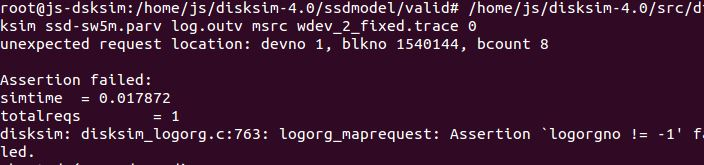 root@js-dsksim:/home/js/disksim-4.0/ssdmodel/valid# /home/js/disksim-4.0/src/di
ksim ssd-sw5m.parv log.outv msrc wdev_2_fixed.trace 0
unexpected request location: devno 1, blkno 1540144, bcount 8
Assertion failed:
simtime  = 0.017872
totalreqs         = 1
disksim: disksim_logorg.c:763: logorg_maprequest: Assertion `logorgno != -1' fa
led.